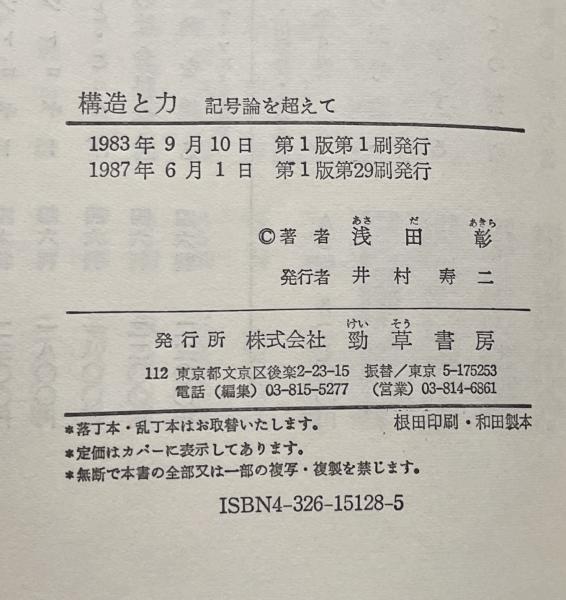 構造と力 記号論を超えて
1983年9月10日 第1版第1刷発行
1987年6月1日 第1版第29刷発行
©著者 浅田彰
あさ だ あきら
発行者 井村寿二
発行所 株式会社 勁草書房
けい そう
112 東京都文京区後楽2-23-15 振替/東京 5-175253
電話(編集)03-815-5277 (営業)03-814-6861
*落丁本・乱丁本はお取替いたします。 根田印刷・和田製本
*定価はカバーに表示してあります。
*無断で本書の全部又は一部の複写・複製を禁じます。
ISBN4-326-15128-5